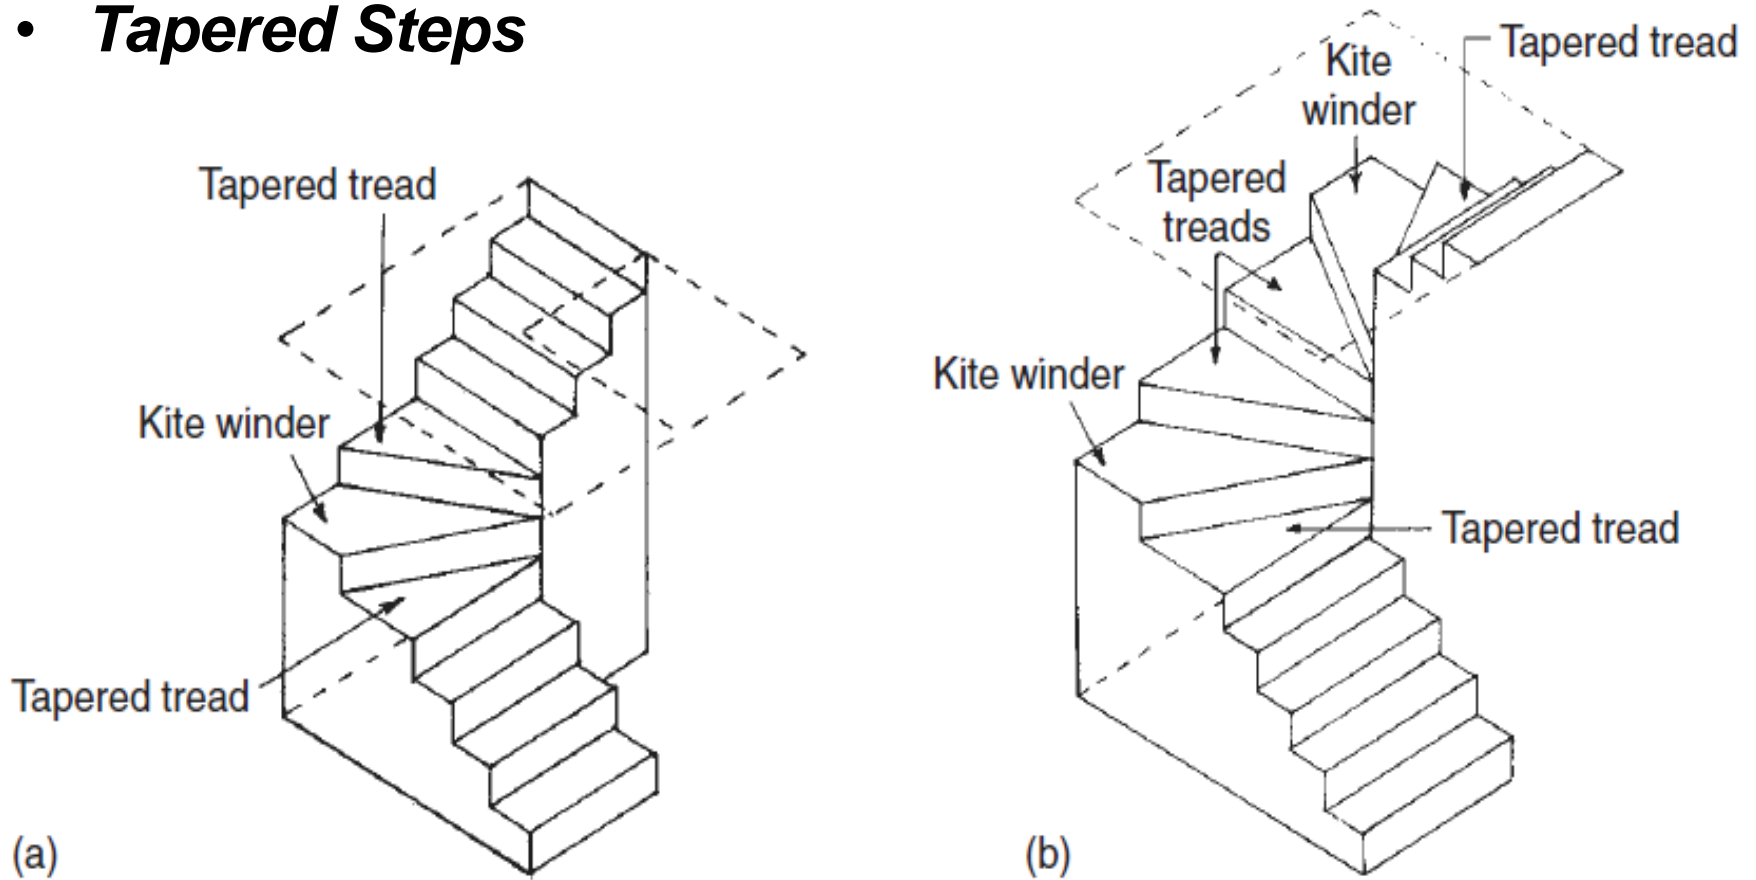 • Tapered Steps
Tapered tread
Kite winder
Tapered tread
(a)
Kite
winder
Tapered tread
Tapered
treads
Kite winder
Tapered tread
(b)